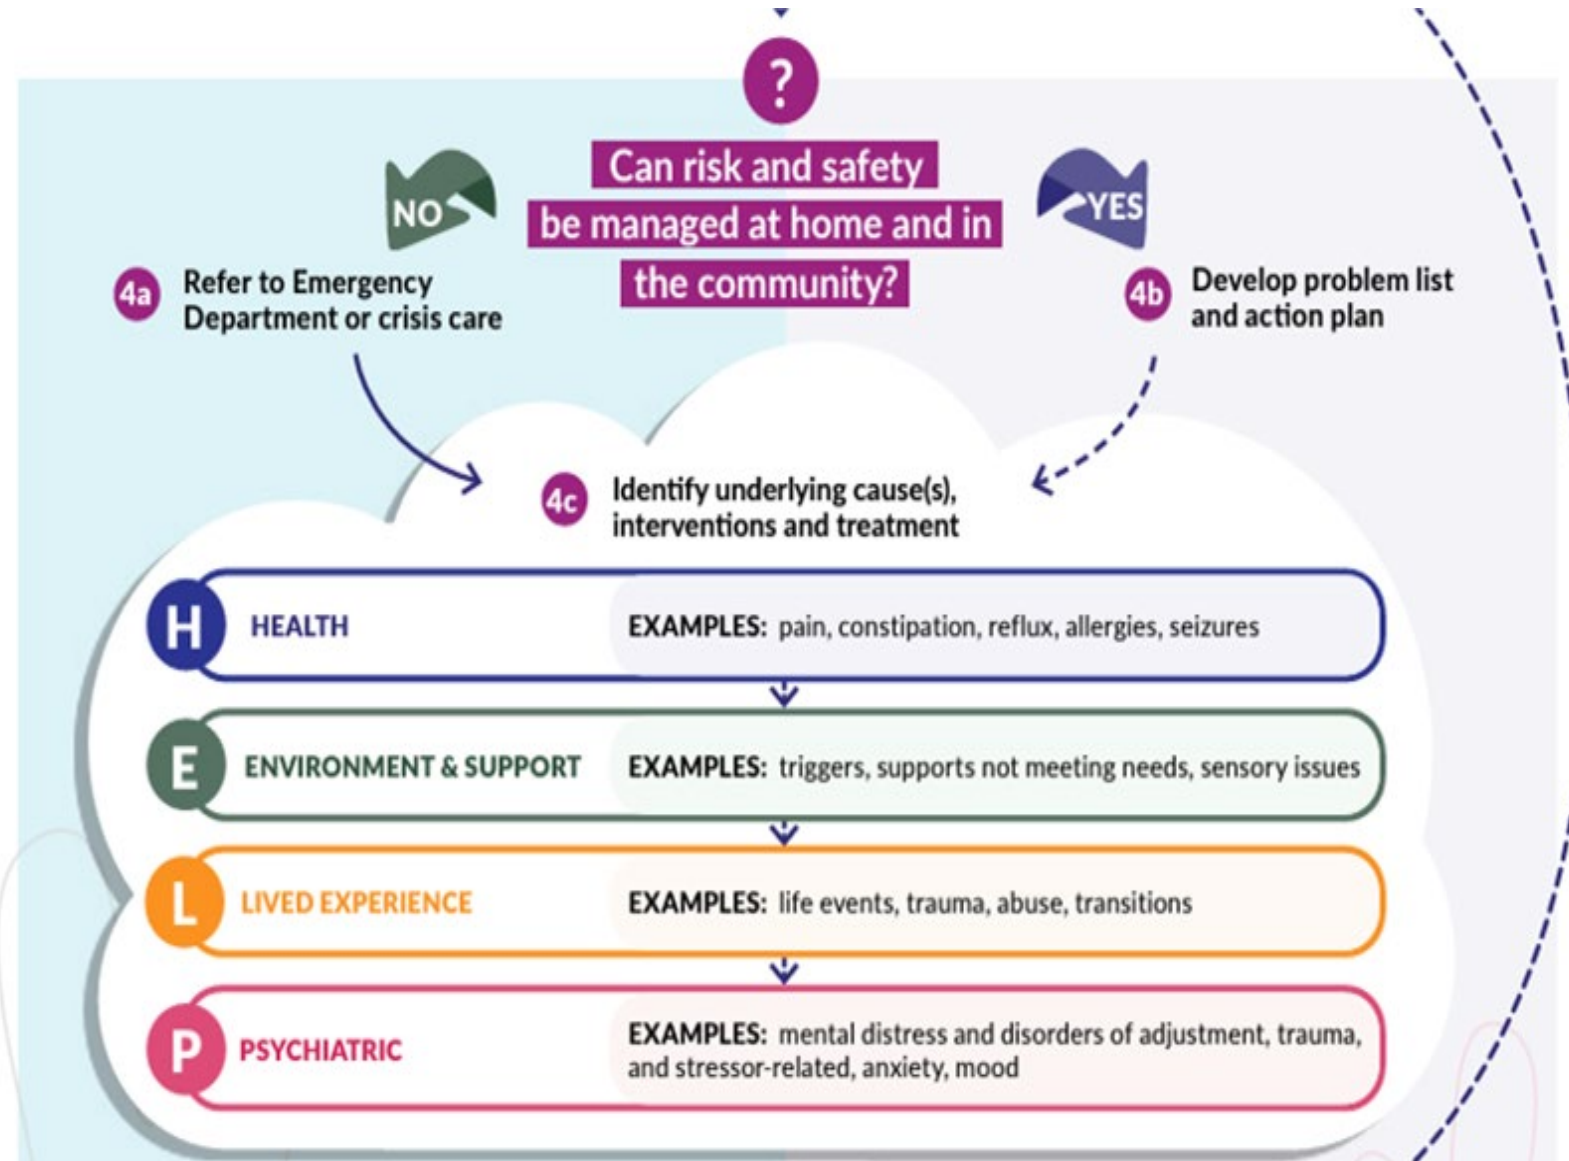 ?
Can risk and safety
be managed at home and in
the community?
NO
YES
4a
Refer to Emergency
Department or crisis care
4b
Develop problem list
and action plan
4c
Identify underlying cause(s),
interventions and treatment
H HEALTH EXAMPLES: pain, constipation, reflux, allergies, seizures
E ENVIRONMENT & SUPPORT EXAMPLES: triggers, supports not meeting needs, sensory issues
L LIVED EXPERIENCE EXAMPLES: life events, trauma, abuse, transitions
P PSYCHIATRIC EXAMPLES: mental distress and disorders of adjustment, trauma,
and stressor-related, anxiety, mood